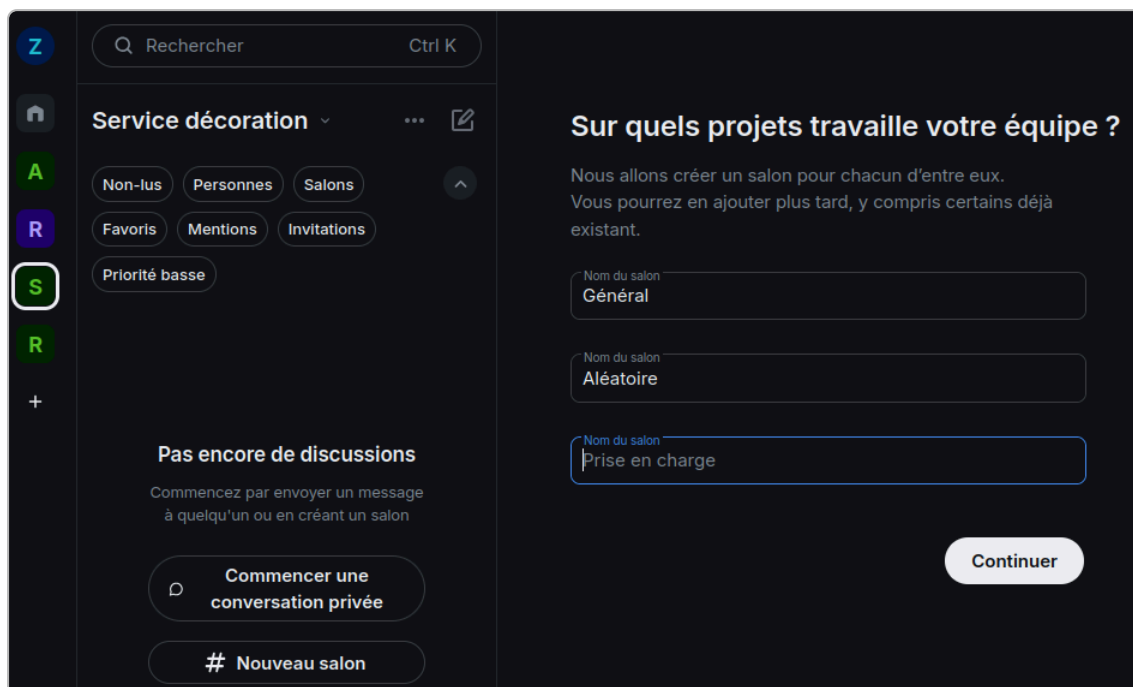 Z
A
R
S
R
+
Rechercher
Ctrl K
Service décoration
Non-lus
Personnes
Salons
Favoris
Mentions
Invitations
Priorité basse
Pas encore de discussions
Commencez par envoyer un message
à quelqu'un ou en créant un salon
Commencer une
conversation privée
# Nouveau salon
Sur quels projets travaille votre équipe ?
Nous allons créer un salon pour chacun d’entre eux.
Vous pourrez en ajouter plus tard, y compris certains déjà
existant.
Nom du salon
Général
Nom du salon
Aléatoire
Nom du salon
Prise en charge
Continuer